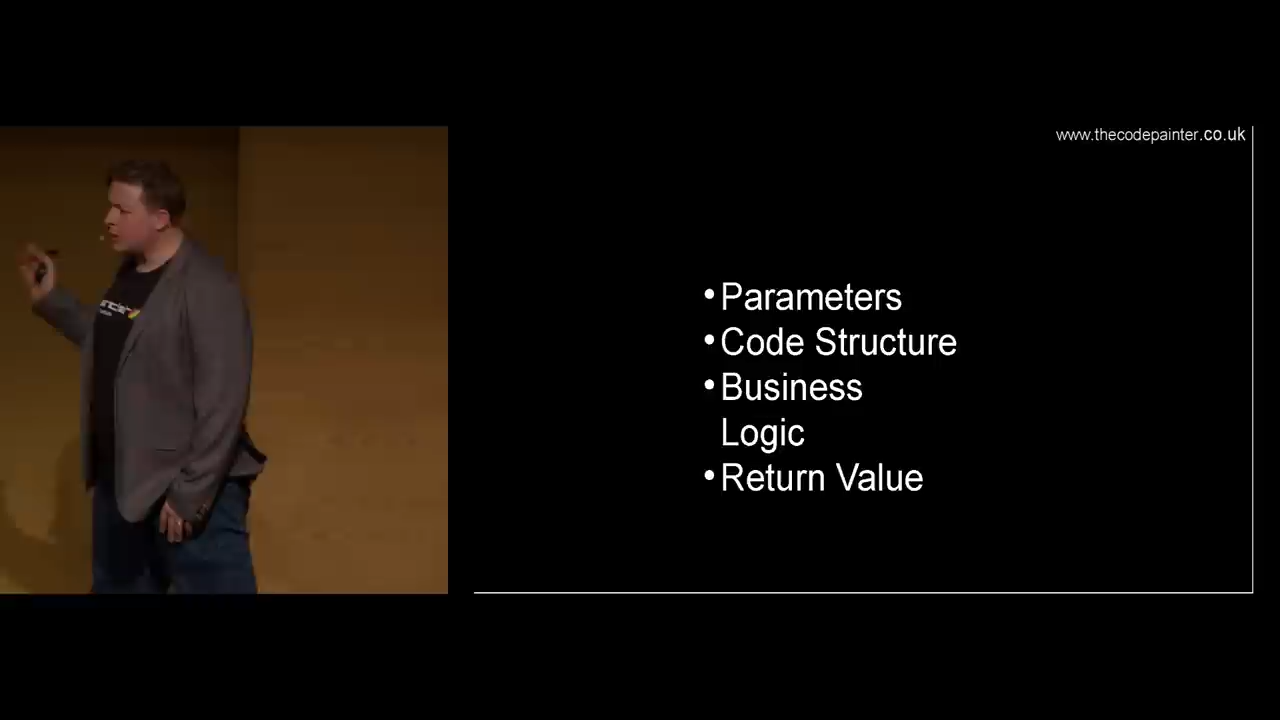 www.thecodepainter.co.uk
• Parameters
• Code Structure
• Business
Logic
• Return Value